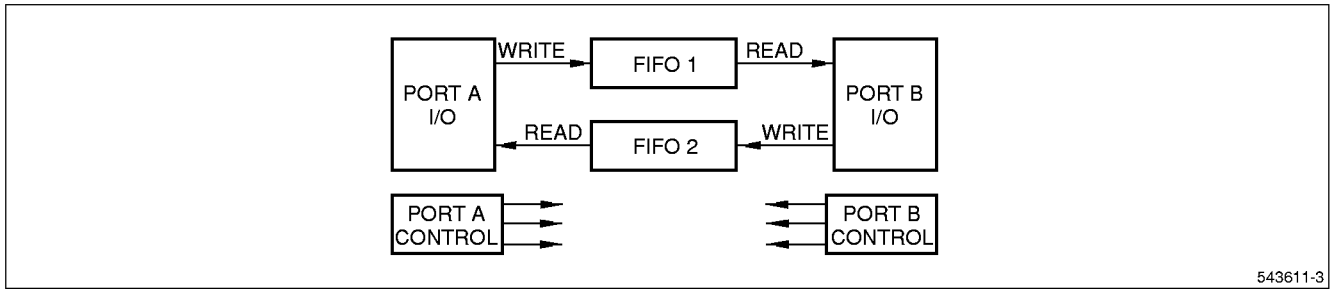 WRITE
FIFO 1
READ
PORT A
I/O
PORT B
I/O
READ
FIFO 2
WRITE
PORT A
CONTROL
PORT B
CONTROL
543611-3